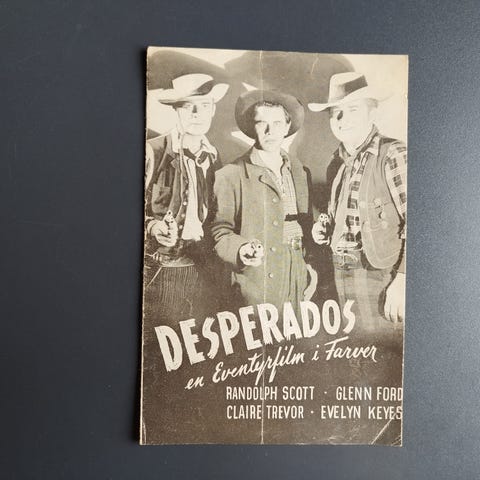 DESPERADOS
en Eventyrfilm i Farver
RANDOLPH SCOTT · GLENN FORD
CLAIRE TREVOR · EVELYN KEYES